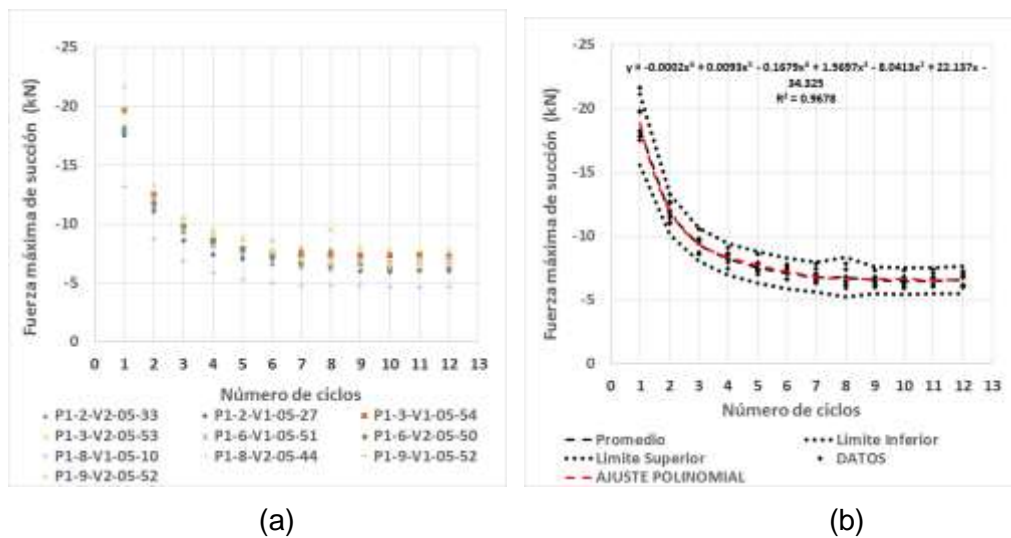 -25
-20
-15
-10
-5
0
Fuerza máxima de succión (kN)
0 1 2 3 4 5 6 7 8 9 10 11 12 13
Número de ciclos
P1-2-V2-05-33 P1-2-V1-05-27 P1-3-V1-05-54
P1-3-V2-05-53 P1-6-V1-05-51 P1-6-V2-05-50
P1-8-V1-05-10 P1-8-V2-05-44 P1-9-V1-05-52
P1-9-V2-05-52
(a)
-25
-20
-15
-10
-5
0
Fuerza máxima de succión (kN)
y = -0.0002x⁶ + 0.0093x⁵ - 0.1679x⁴ + 1.5697x³ - 8.0413x² + 22.137x -
34.325
R² = 0.9678
0 1 2 3 4 5 6 7 8 9 10 11 12 13
Número de ciclos
Promedio Limite Inferior
Limite Superior DATOS
AJUSTE POLINOMIAL
(b)